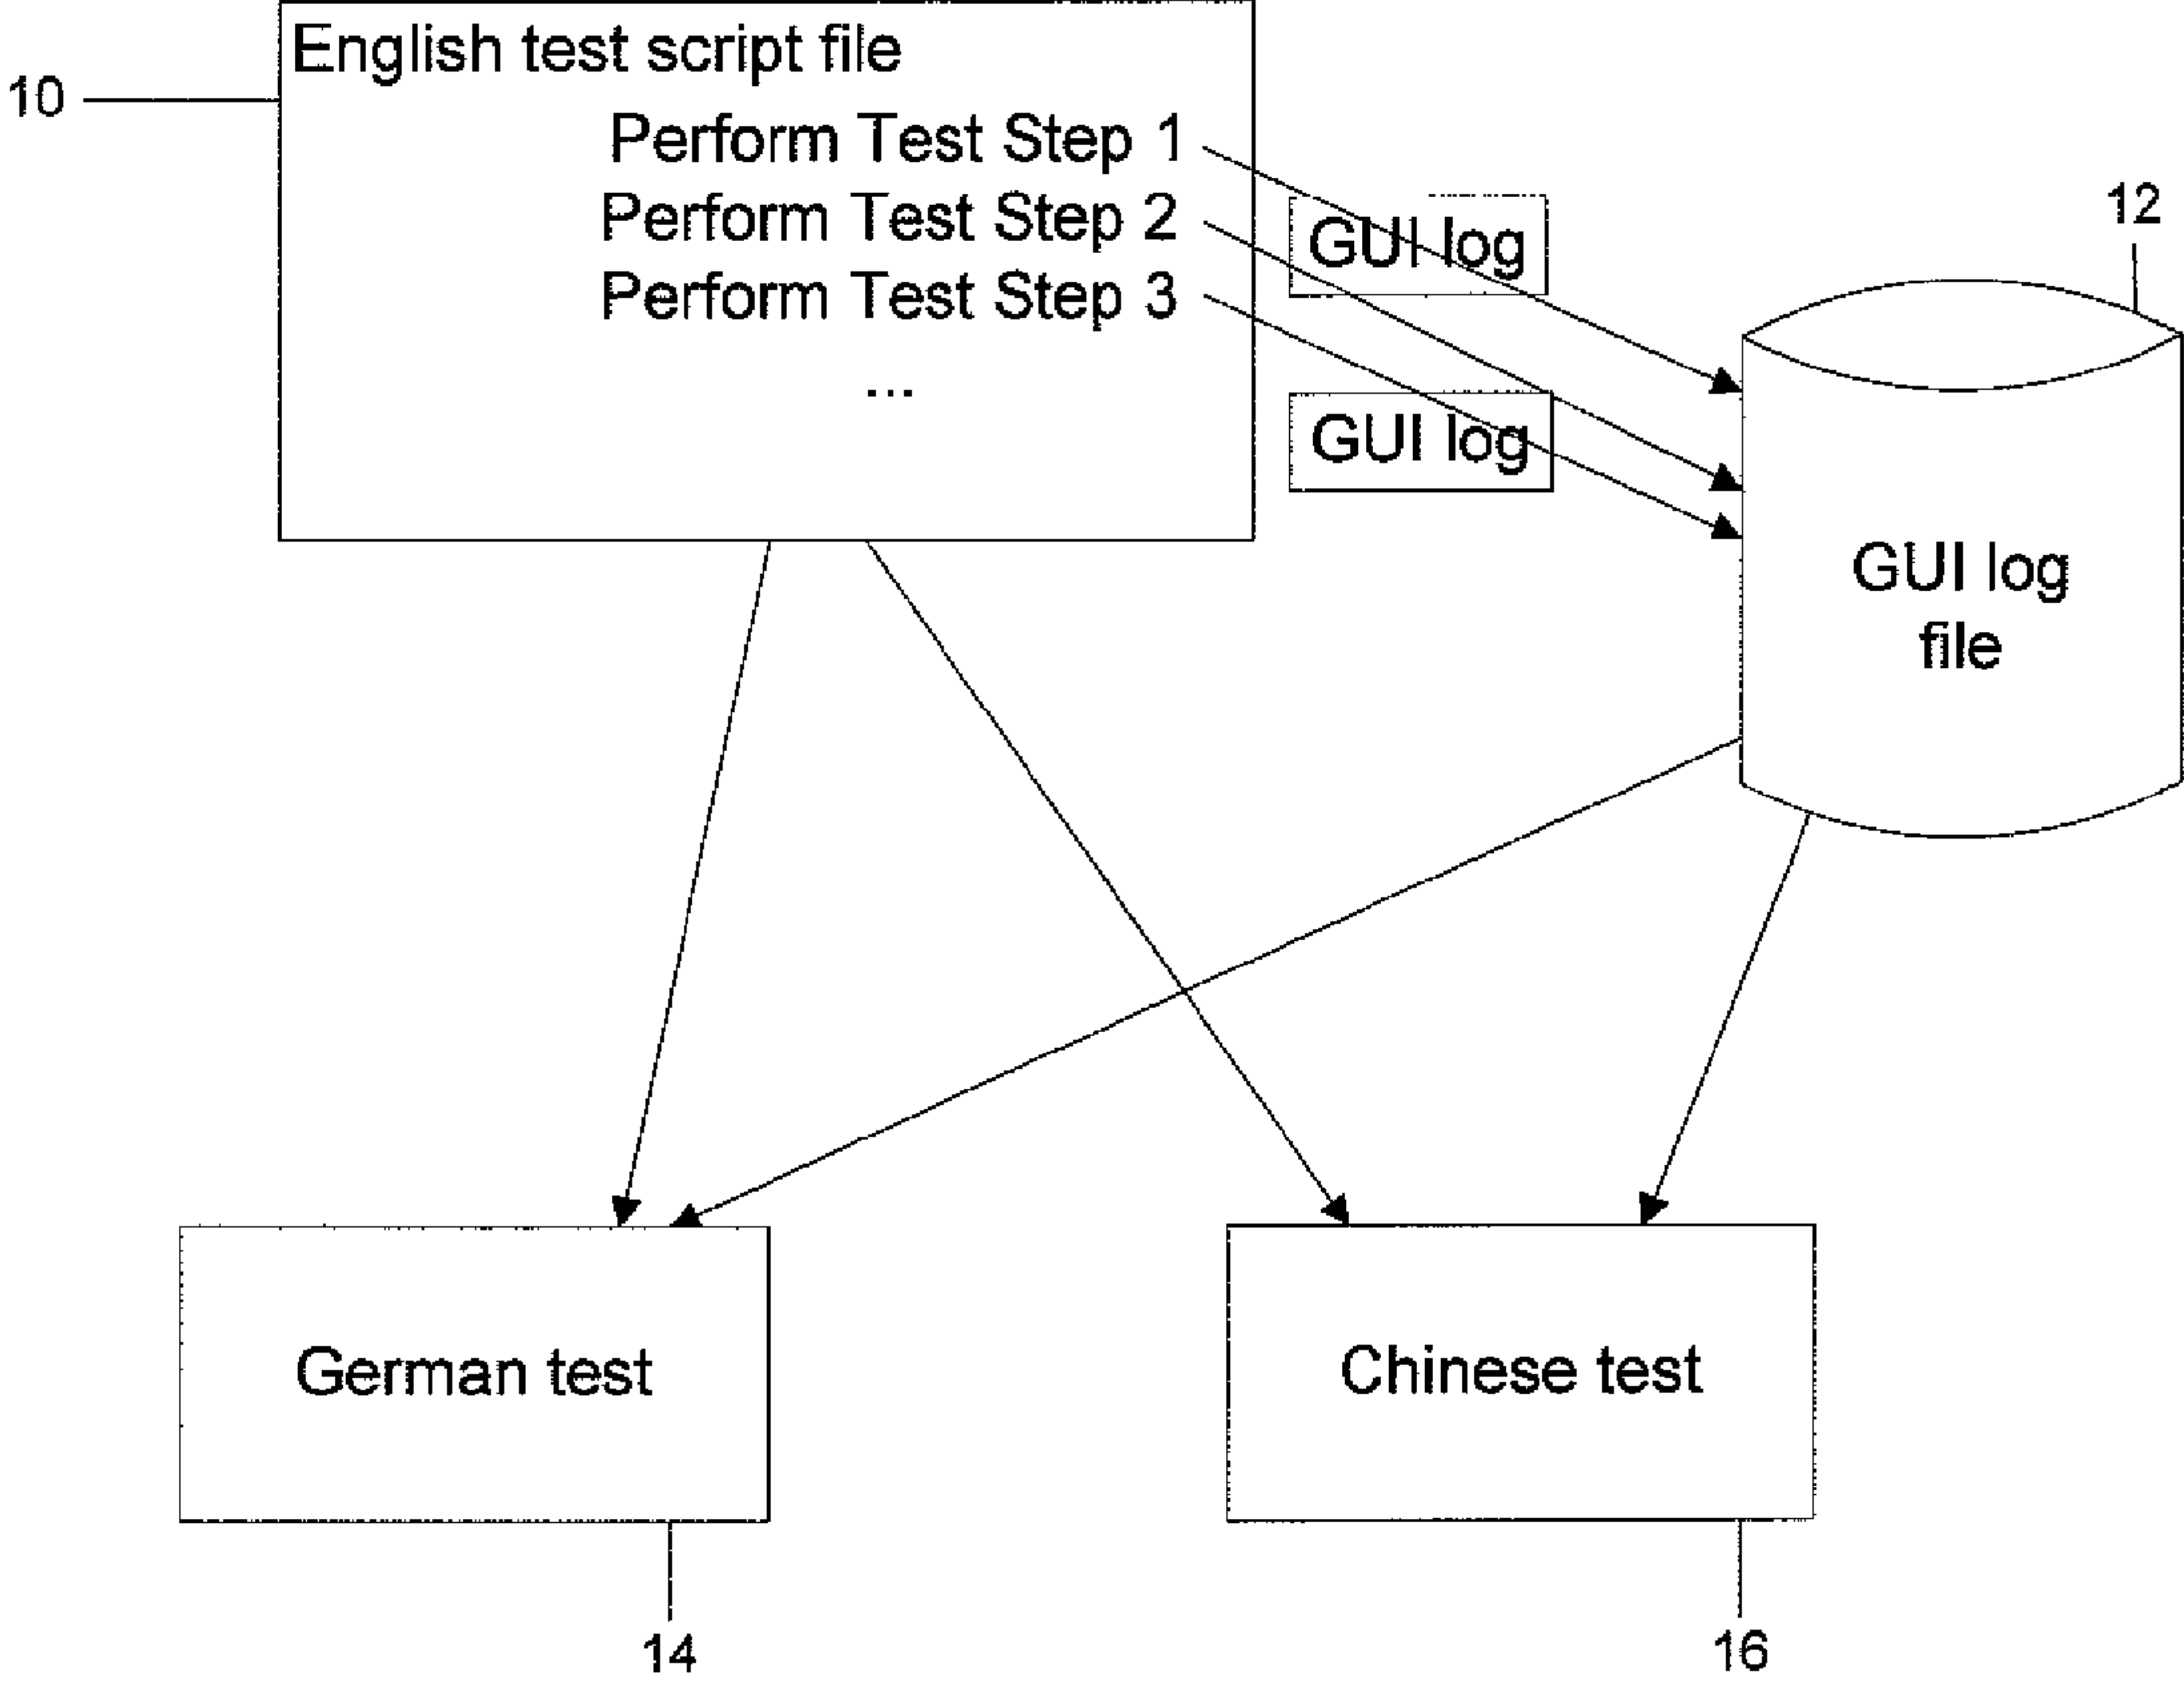 English test script file
10
Perform Test Step 1
Perform Test Step 2
Perform Test Step 3
...
GUI log
GUI log
12
GUI log
file
German test
Chinese test
14
16